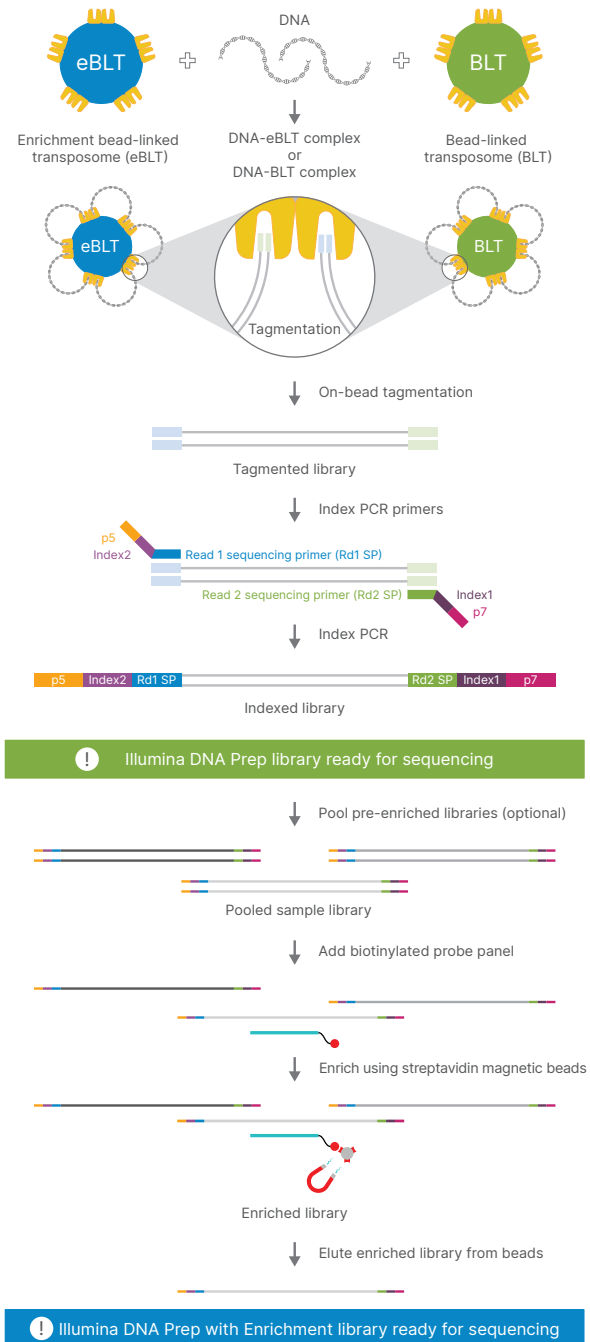 DNA
eBLT
BLT
Enrichment bead-linked
transposome (eBLT)
DNA-eBLT complex
or
DNA-BLT complex
Bead-linked
transposome (BLT)
eBLT
BLT
Tagmentation
On-bead tagmentation
Tagmented library
Index PCR primers
p5
Index2
Read 1 sequencing primer (Rd1 SP)
Read 2 sequencing primer (Rd2 SP)
Index1
p7
Index PCR
p5 Index2 Rd1 SP Rd2 SP Index1 p7
Indexed library
! Illumina DNA Prep library ready for sequencing
Pool pre-enriched libraries (optional)
Pooled sample library
Add biotinylated probe panel
Enrich using streptavidin magnetic beads
Enriched library
Elute enriched library from beads
! Illumina DNA Prep with Enrichment library ready for sequencing